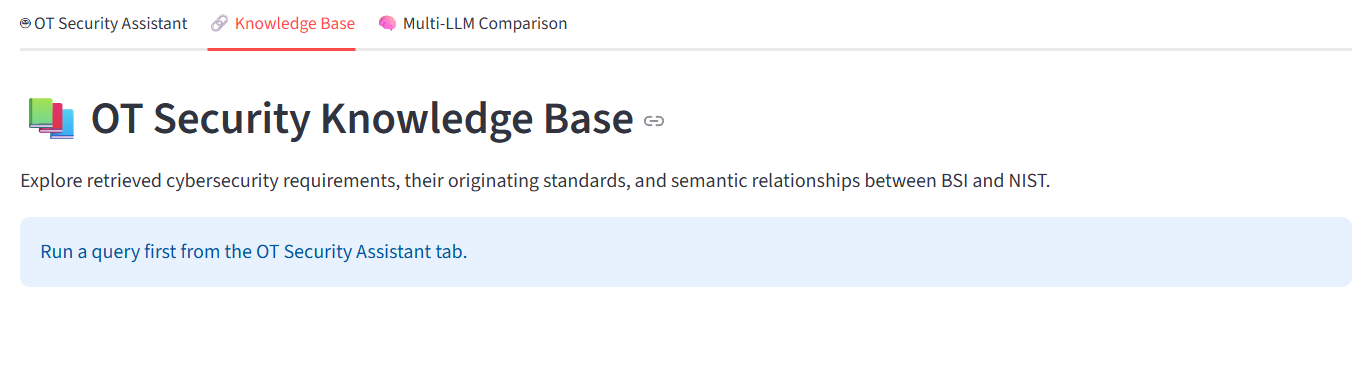 OT Security Assistant Knowledge Base Multi-LLM Comparison
OT Security Knowledge Base
Explore retrieved cybersecurity requirements, their originating standards, and semantic relationships between BSI and NIST.
Run a query first from the OT Security Assistant tab.